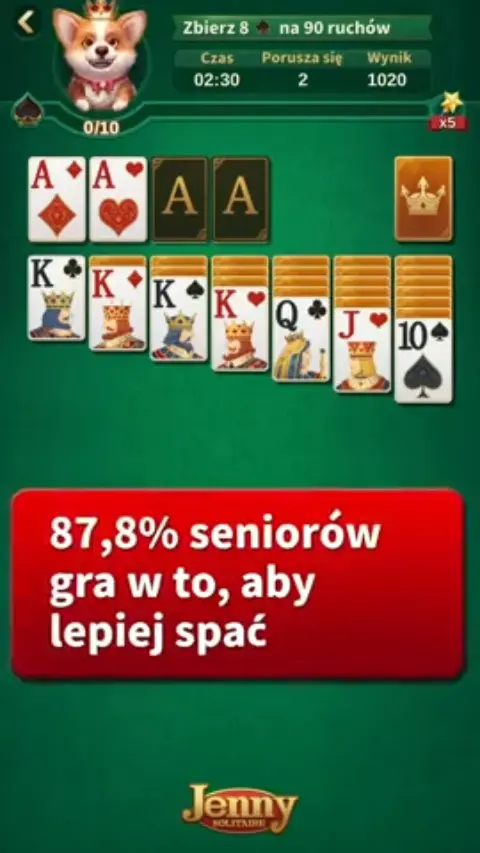 Zbierz 8 ♠ na 90 ruchów
Czas Porusza się Wynik
02:30 2 1020
0/10
x5
A♦ A♥ A A
K♣ K♦ K♠ K♥ Q♣ J♥ 10♠
87,8% seniorów
gra w to, aby
lepiej spać
Jenny
SOLITAIRE